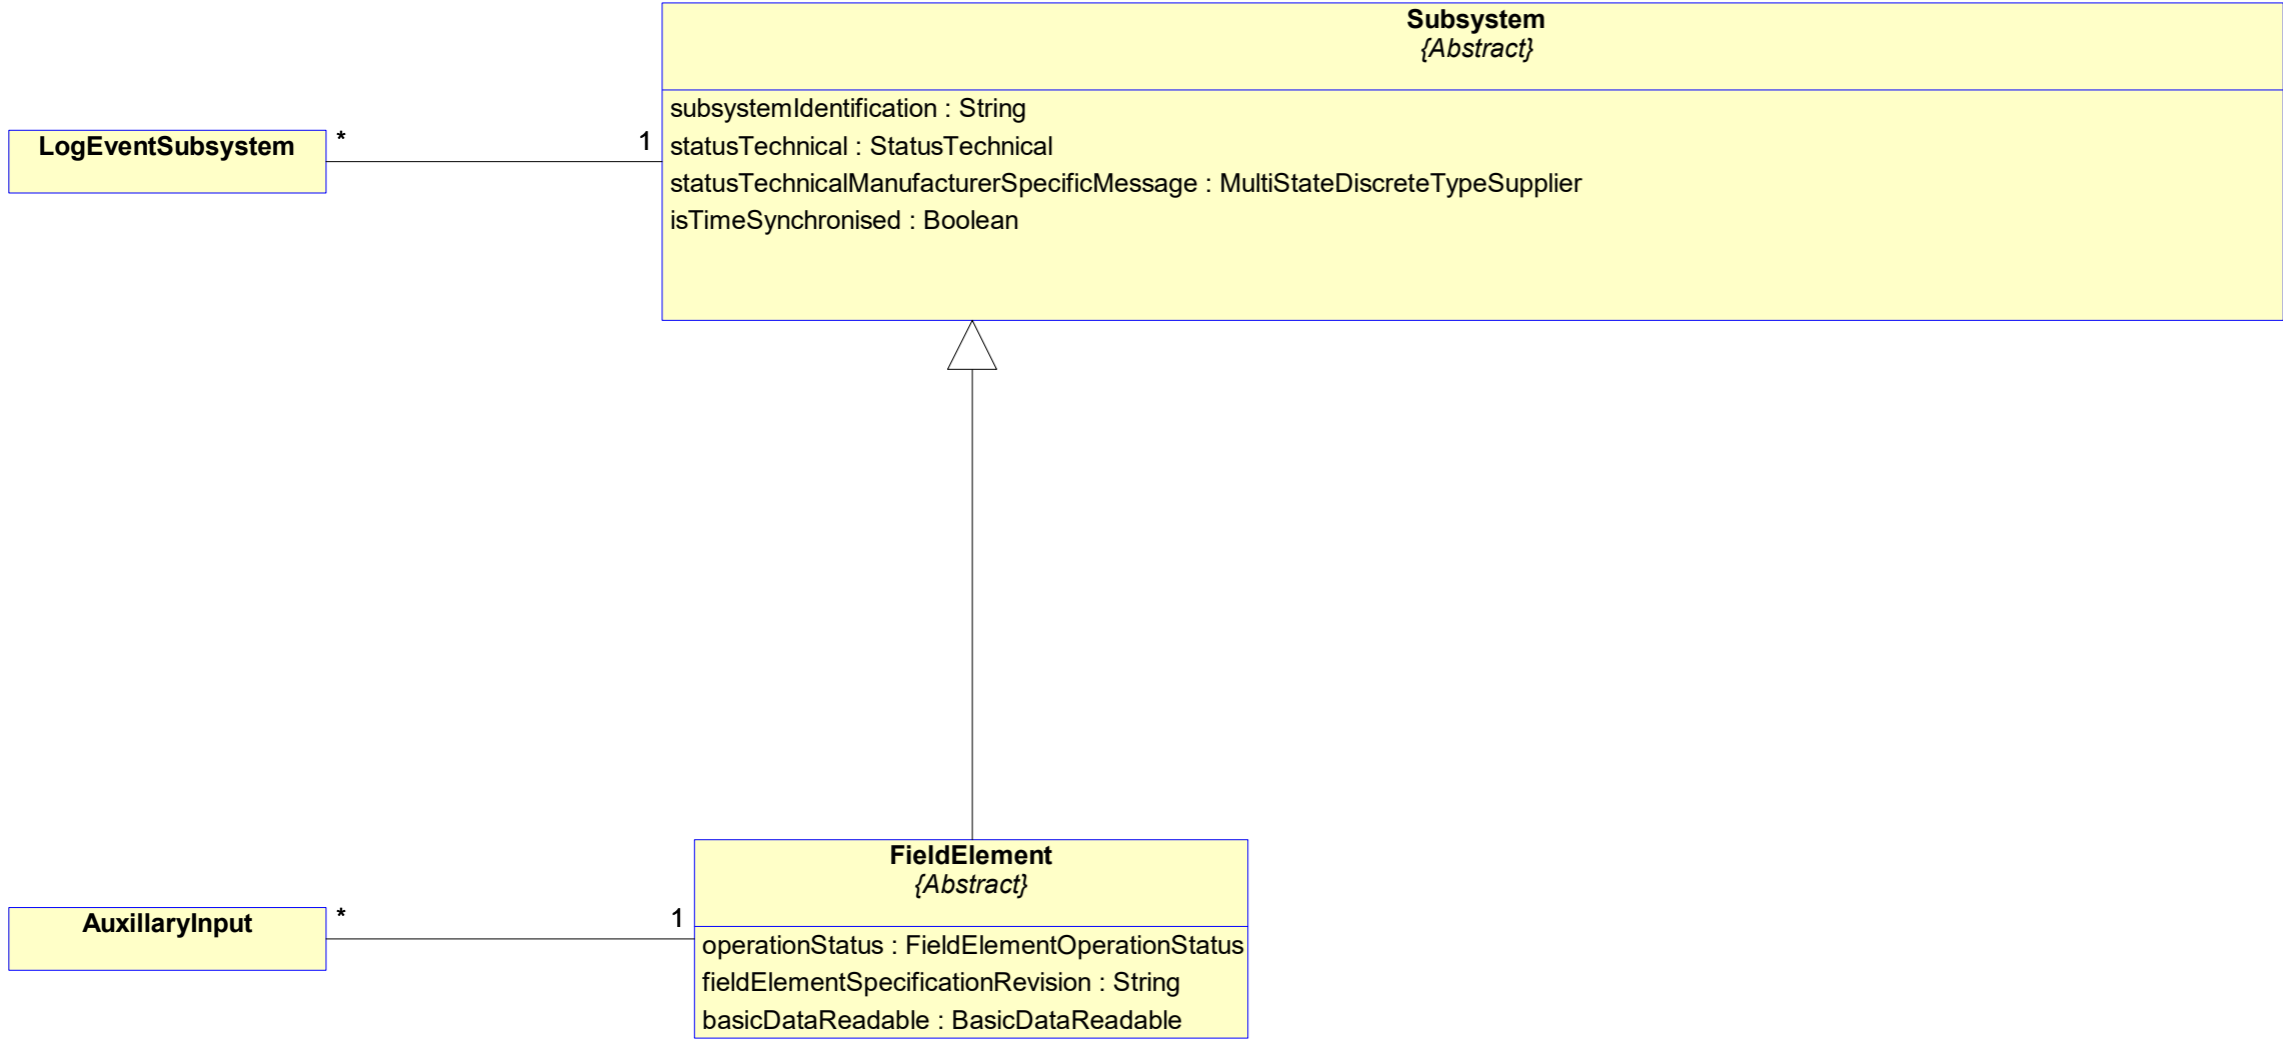 Subsystem
{Abstract}
subsystemIdentification : String
statusTechnical : StatusTechnical
statusTechnicalManufacturerSpecificMessage : MultiStateDiscreteTypeSupplier
isTimeSynchronised : Boolean
LogEventSubsystem
*
1
FieldElement
{Abstract}
operationStatus : FieldElementOperationStatus
fieldElementSpecificationRevision : String
basicDataReadable : BasicDataReadable
AuxillaryInput
*
1